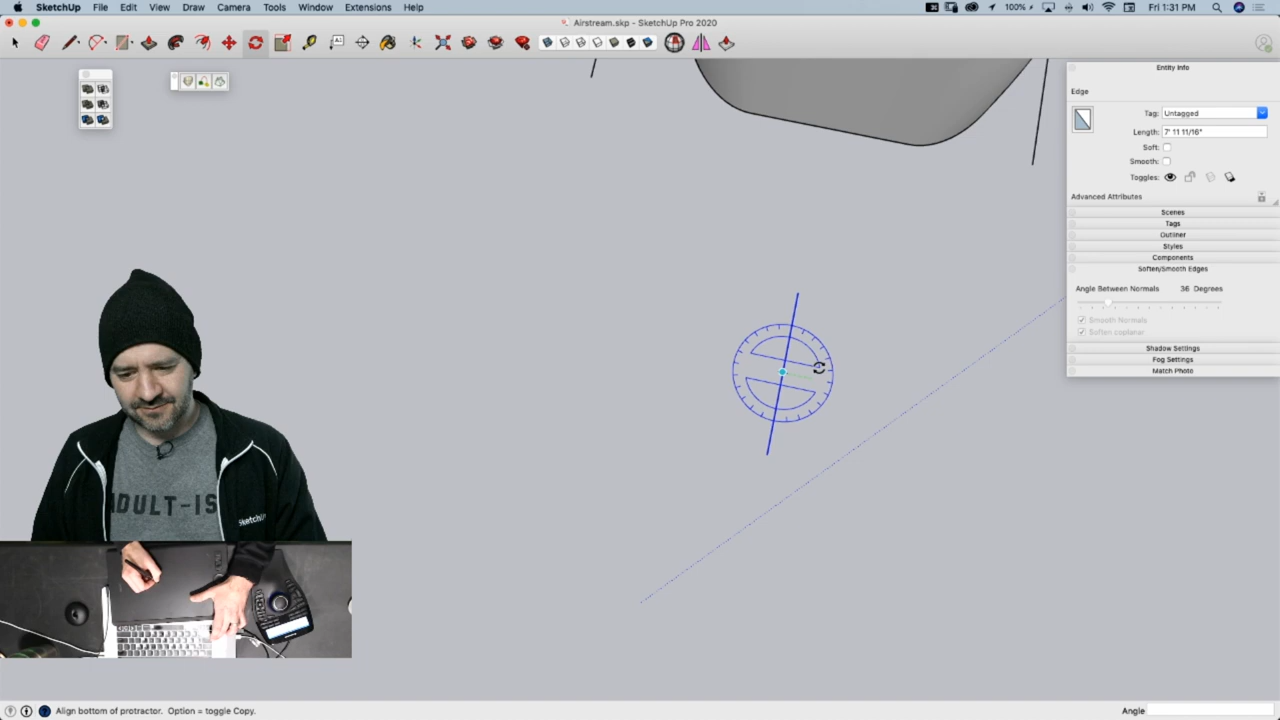 SketchUp File Edit View Draw Camera Tools Window Extensions Help 100% Fri 1:31 PM
Airstream.skp - SketchUp Pro 2020
Entity Info
Edge
Tag: Untagged
Length: 7' 11 11/16"
Soft:
Smooth:
Toggles:
Advanced Attributes
Scenes
Tags
Outliner
Styles
Components
Soften/Smooth Edges
Angle Between Normals 36 Degrees
Smooth Normals
Soften coplanar
Shadow Settings
Fog Settings
Match Photo
ADULT-IS
SketchUp
Align bottom of protractor. Option = toggle Copy.
Angle